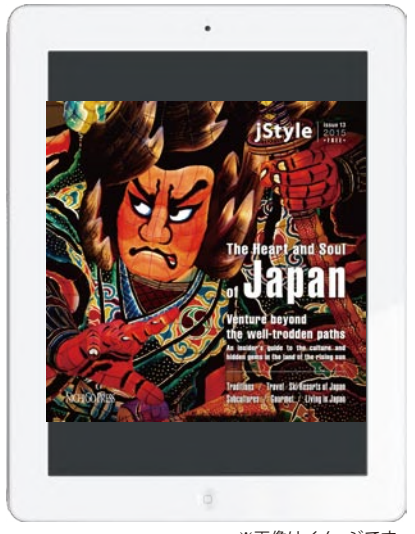 jStyle
Issue 13
2015
•FREE•
The Heart and Soul
of Japan
Venture beyond
the well-trodden paths
An insider's guide to the culture and
hidden gems in the land of the rising sun
Traditions / Travel - Ski Resorts of Japan
Subcultures / Gourmet / Living in Japan
NICHIGO PRESS
※画像はイメージです